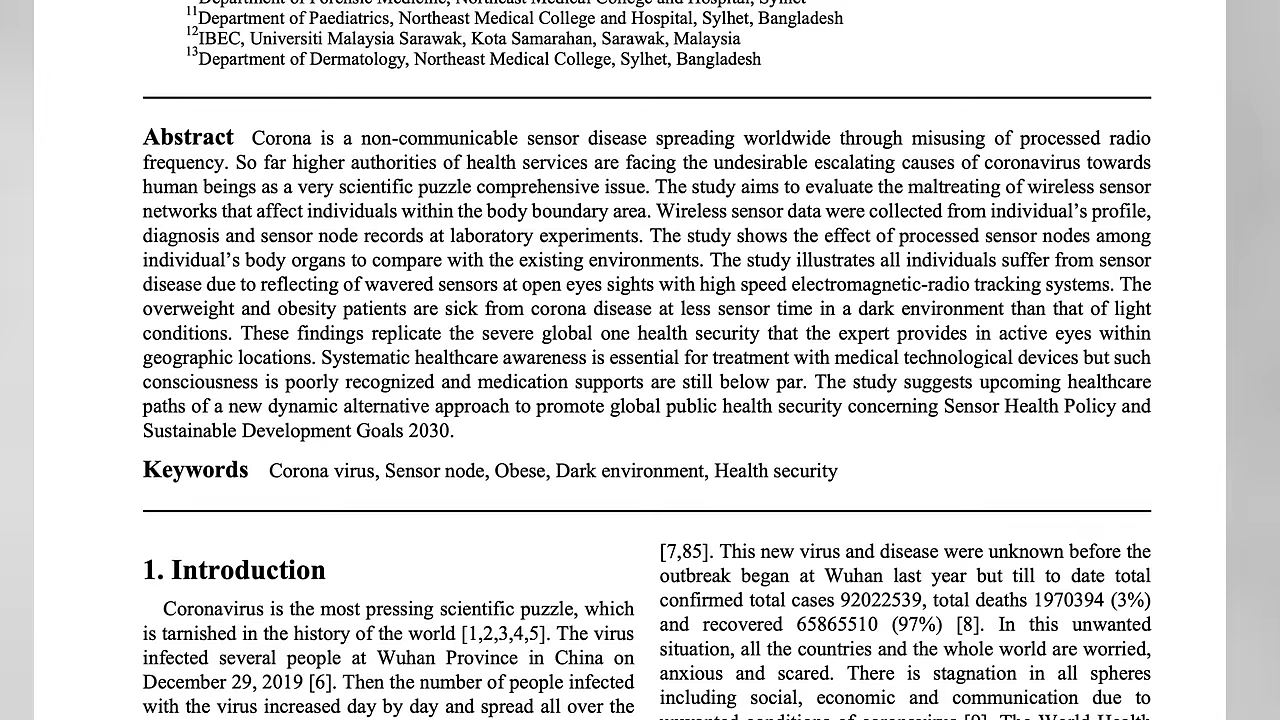 Department of Forensic Medicine, Northeast Medical College and Hospital, Sylhet
11Department of Paediatrics, Northeast Medical College and Hospital, Sylhet, Bangladesh
12IBEC, Universiti Malaysia Sarawak, Kota Samarahan, Sarawak, Malaysia
13Department of Dermatology, Northeast Medical College, Sylhet, Bangladesh
Abstract Corona is a non-communicable sensor disease spreading worldwide through misusing of processed radio
frequency. So far higher authorities of health services are facing the undesirable escalating causes of coronavirus towards
human beings as a very scientific puzzle comprehensive issue. The study aims to evaluate the maltreating of wireless sensor
networks that affect individuals within the body boundary area. Wireless sensor data were collected from individual's profile,
diagnosis and sensor node records at laboratory experiments. The study shows the effect of processed sensor nodes among
individual's body organs to compare with the existing environments. The study illustrates all individuals suffer from sensor
disease due to reflecting of wavered sensors at open eyes sights with high speed electromagnetic-radio tracking systems. The
overweight and obesity patients are sick from corona disease at less sensor time in a dark environment than that of light
conditions. These findings replicate the severe global one health security that the expert provides in active eyes within
geographic locations. Systematic healthcare awareness is essential for treatment with medical technological devices but such
consciousness is poorly recognized and medication supports are still below par. The study suggests upcoming healthcare
paths of a new dynamic alternative approach to promote global public health security concerning Sensor Health Policy and
Sustainable Development Goals 2030.
Keywords Corona virus, Sensor node, Obese, Dark environment, Health security
1. Introduction
Coronavirus is the most pressing scientific puzzle, which
is tarnished in the history of the world [1,2,3,4,5]. The virus
infected several people at Wuhan Province in China on
December 29, 2019 [6]. Then the number of people infected
with the virus increased day by day and spread all over the
[7,85]. This new virus and disease were unknown before the
outbreak began at Wuhan last year but till to date total
confirmed total cases 92022539, total deaths 1970394 (3%)
and recovered 65865510 (97%) [8]. In this unwanted
situation, all the countries and the whole world are worried,
anxious and scared. There is stagnation in all spheres
including social, economic and communication due to
unwanted conditions of coronavirus [9]. The World Health